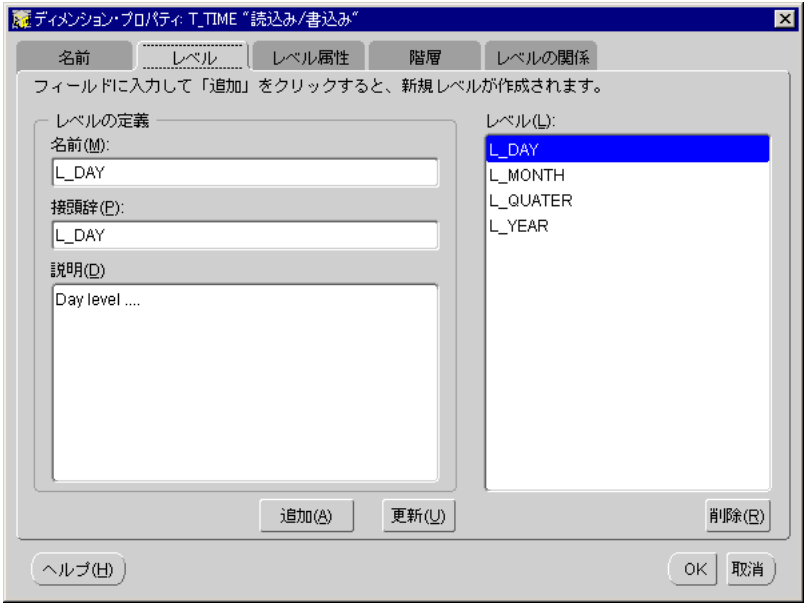 ディメンション・プロパティ: T_TIME “読込み/書込み“
名前 レベル レベル属性 階層 レベルの関係
フィールドに入力して「追加」をクリックすると、新規レベルが作成されます。
レベルの定義
名前(M):
L_DAY
接頭辞(P):
L_DAY
説明(D)
Day level ....
レベル(L):
L_DAY
L_MONTH
L_QUATER
L_YEAR
追加(A) 更新(U) 削除(R)
ヘルプ(H) OK 取消